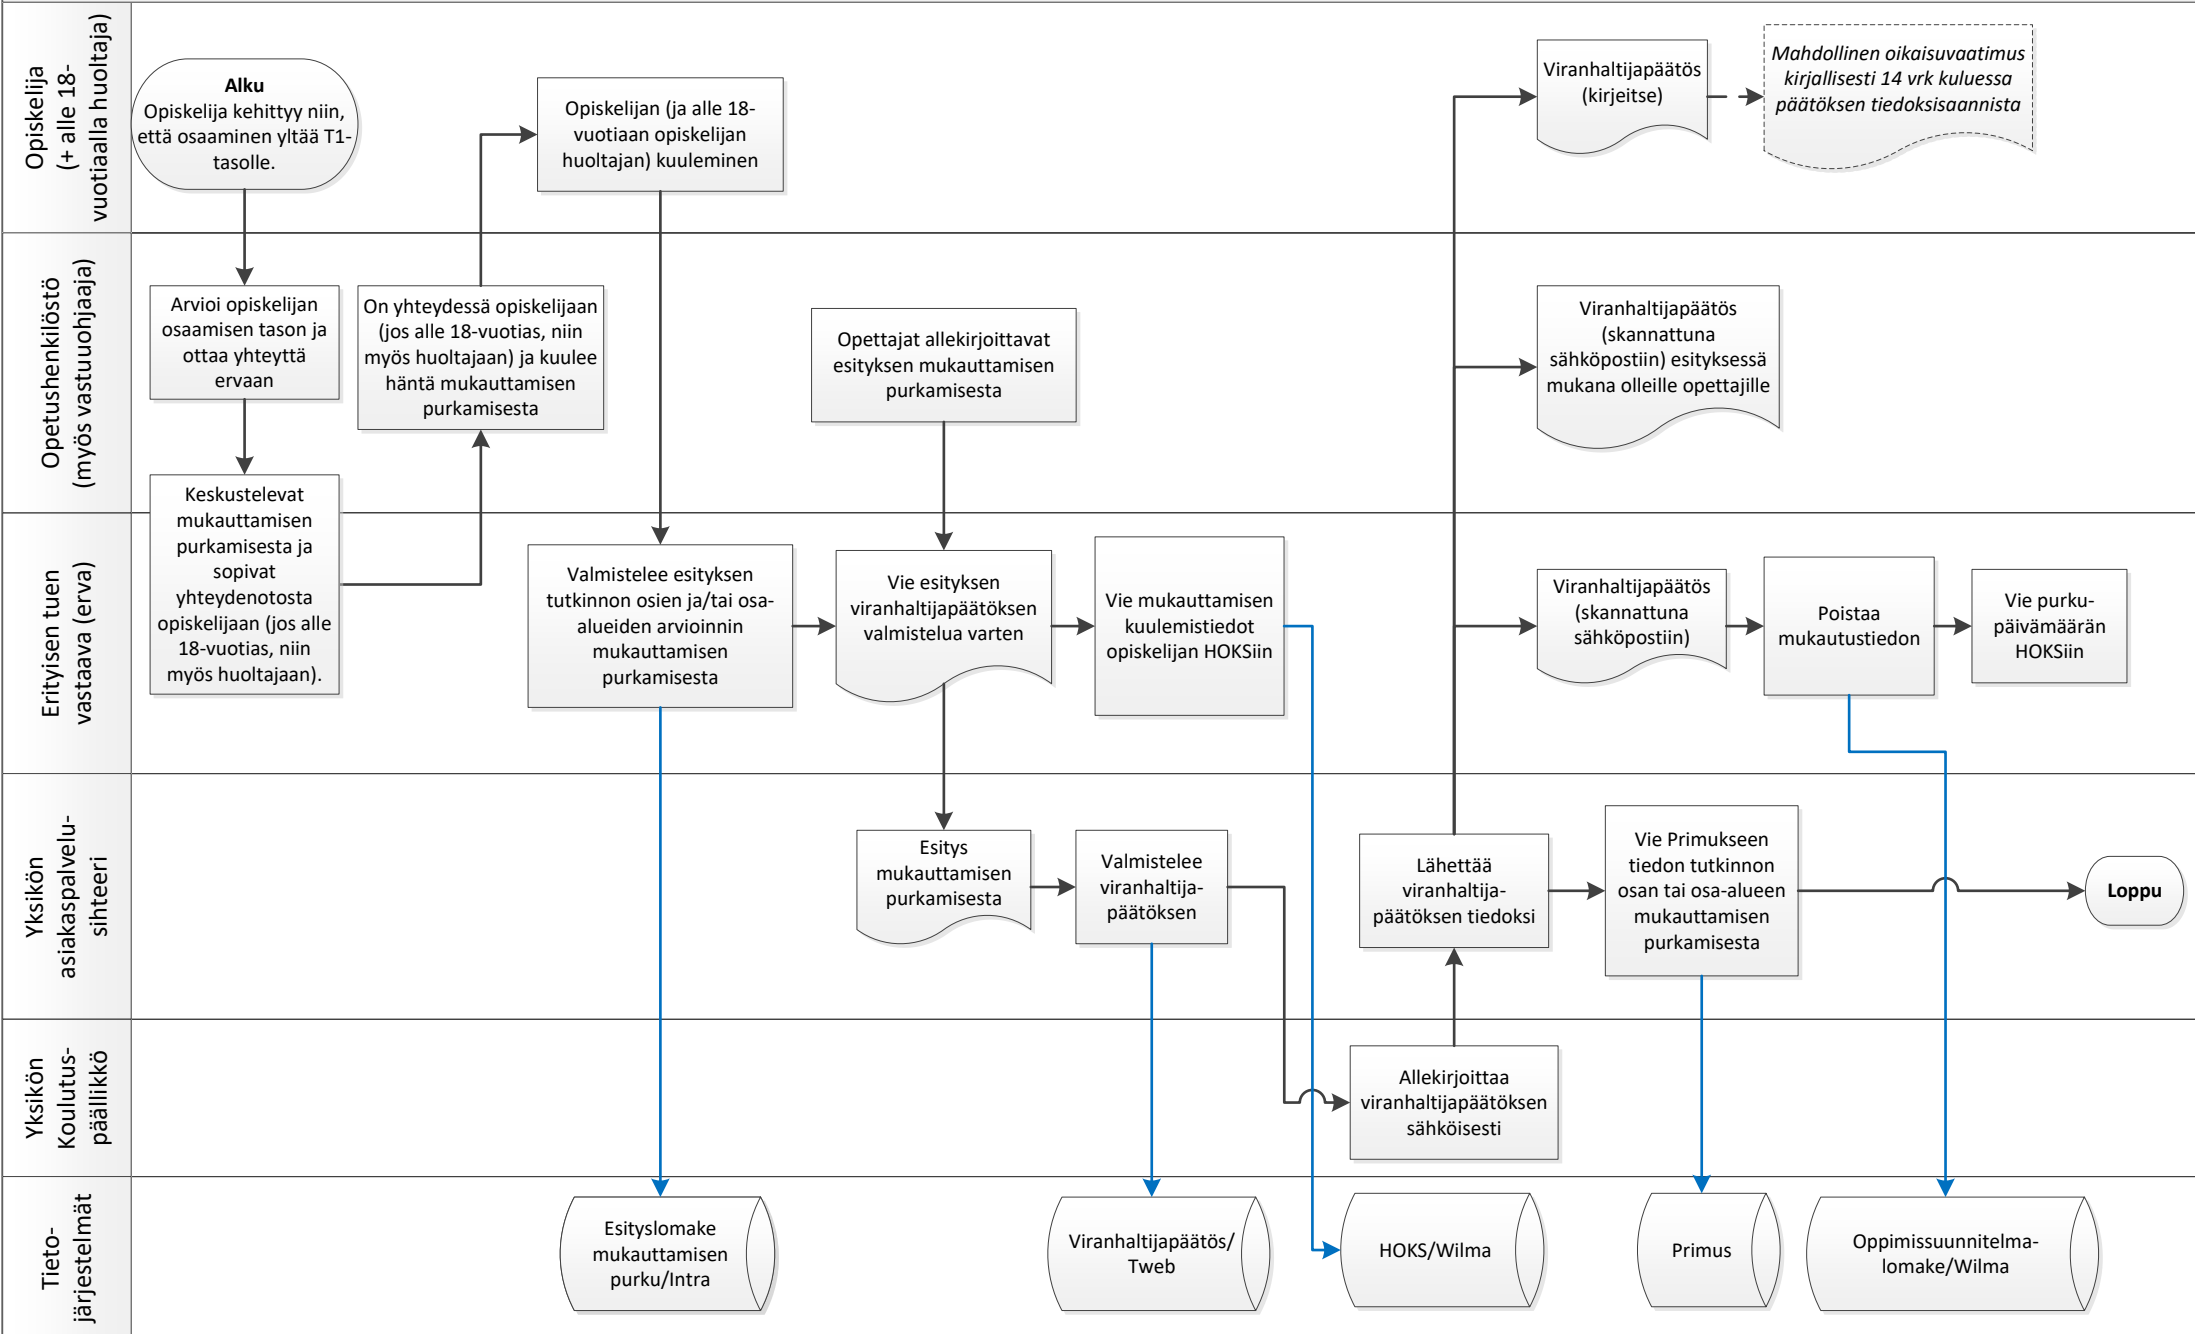 Opiskelija
(+ alle 18-
vuotiaalla huoltaja)
Alku
Opiskelija kehittyy niin,
että osaaminen yltää T1-
tasolle.
Opiskelijan (ja alle 18-
vuotiaan opiskelijan
huoltajan) kuuleminen
Viranhaltijapäätös
(kirjeitse)
Mahdollinen oikaisuvaatimus
kirjallisesti 14 vrk kuluessa
päätöksen tiedoksisaannista
Opetushenkilöstö
(myös vastuuohjaaja)
Arvioi opiskelijan
osaamisen tason ja
ottaa yhteyttä
ervaan
On yhteydessä opiskelijaan
(jos alle 18-vuotias, niin
myös huoltajaan) ja kuulee
häntä mukauttamisen
purkamisesta
Opettajat allekirjoittavat
esityksen mukauttamisen
purkamisesta
Viranhaltijapäätös
(skannattuna
sähköpostiin) esityksessä
mukana olleille opettajille
Keskustelevat
mukauttamisen
purkamisesta ja
sopivat
yhteydenotosta
opiskelijaan (jos alle
18-vuotias, niin
myös huoltajaan).
Erityisen tuen
vastaava (erva)
Valmistelee esityksen
tutkinnon osien ja/tai osa-
alueiden arvioinnin
mukauttamisen
purkamisesta
Vie esityksen
viranhaltijapäätöksen
valmistelua varten
Vie mukauttamisen
kuulemistiedot
opiskelijan HOKSiin
Viranhaltijapäätös
(skannattuna
sähköpostiin)
Poistaa
mukautustiedon
Vie purku-
päivämäärän
HOKSiin
Yksikön
asiakaspalvelu-
sihteeri
Esitys
mukauttamisen
purkamisesta
Valmistelee
viranhaltija-
päätöksen
Lähettää
viranhaltija-
päätöksen tiedoksi
Vie Primukseen
tiedon tutkinnon
osan tai osa-alueen
mukauttamisen
purkamisesta
Loppu
Yksikön
Koulutus-
päällikkö
Allekirjoittaa
viranhaltijapäätöksen
sähköisesti
Tieto-
järjestelmät
Esityslomake
mukauttamisen
purku/Intra
Viranhaltijapäätös/
Tweb
HOKS/Wilma
Primus
Oppimissuunnitelma-
lomake/Wilma